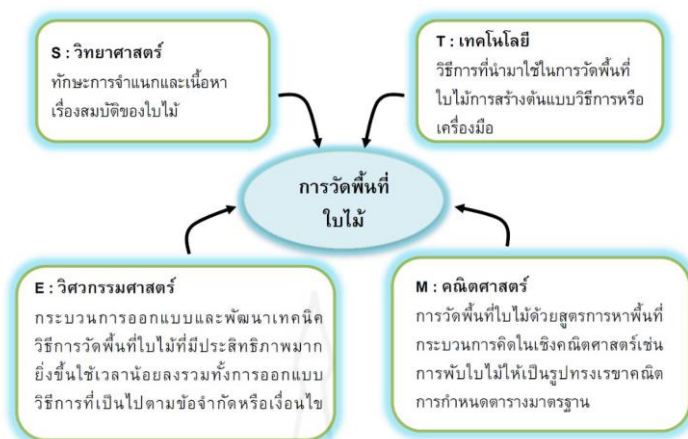 S : วิทยาศาสตร์
ทักษะการจำแนกและเนื้อหา
เรื่องสมบัติของใบไม้
T : เทคโนโลยี
วิธีการที่นำมาใช้ในการวัดพื้นที่
ใบไม้การสร้างต้นแบบวิธีการหรือ
เครื่องมือ
การวัดพื้นที่
ใบไม้
E : วิศวกรรมศาสตร์
กระบวนการออกแบบและพัฒนาเทคนิค
วิธีการวัดพื้นที่ใบไม้ที่มีประสิทธิภาพมาก
ยิ่งขึ้นใช้เวลาน้อยลงรวมทั้งการออกแบบ
วิธีการที่เป็นไปตามข้อจำกัดหรือเงื่อนไข
M : คณิตศาสตร์
การวัดพื้นที่ใบไม้ด้วยสูตรการหาพื้นที่
กระบวนการคิดในเชิงคณิตศาสตร์เช่น
การพับใบไม้ให้เป็นรูปทรงเรขาคณิต
การกำหนดตารางมาตรฐาน